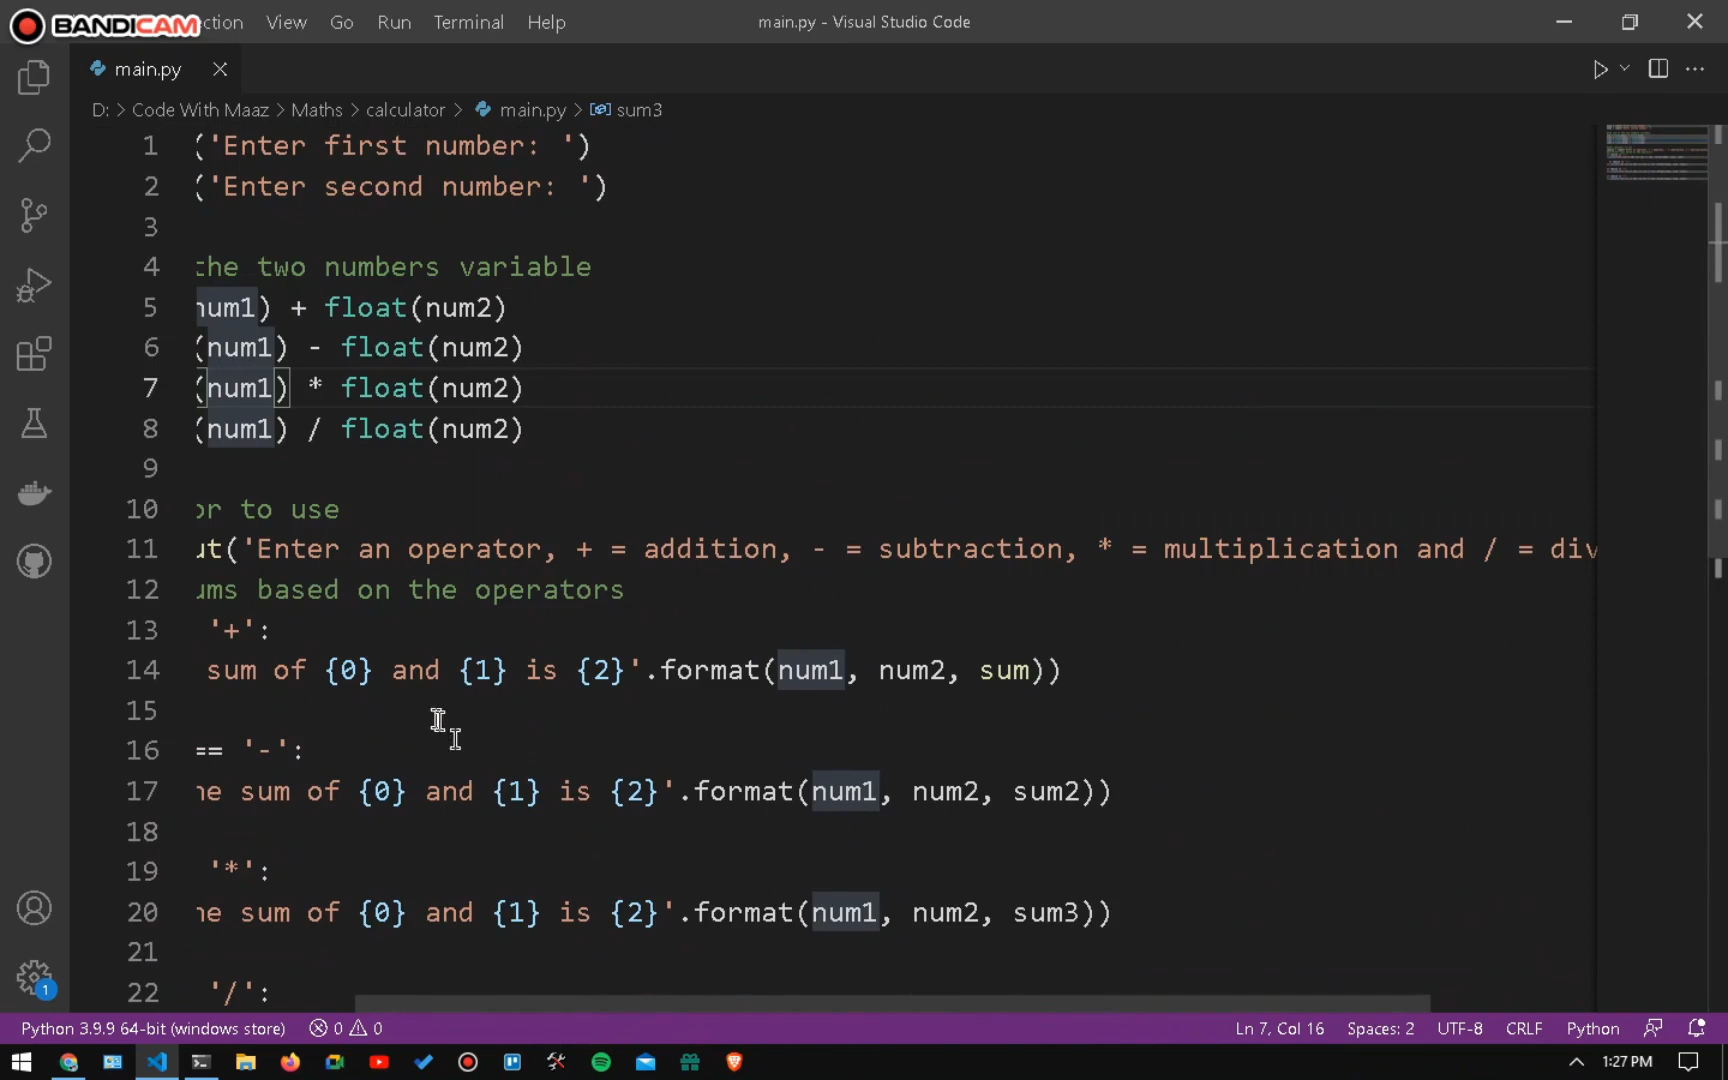 BANDICAM
ction View Go Run Terminal Help
main.py - Visual Studio Code
main.py
D: > Code With Maaz > Maths > calculator > main.py > sum3
1 ('Enter first number: ')
2 ('Enter second number: ')
3
4 the two numbers variable
5 num1) + float(num2)
6 (num1) - float(num2)
7 (num1) * float(num2)
8 (num1) / float(num2)
9
10 or to use
11 ut('Enter an operator, + = addition, - = subtraction, * = multiplication and / = div
12 ums based on the operators
13 '+':
14 sum of {0} and {1} is {2}'.format(num1, num2, sum))
15
16 == '-':
17 he sum of {0} and {1} is {2}'.format(num1, num2, sum2))
18
19 '*':
20 he sum of {0} and {1} is {2}'.format(num1, num2, sum3))
21
22 '/':
1
Python 3.9.9 64-bit (windows store) 0 0 Ln 7, Col 16 Spaces: 2 UTF-8 CRLF Python
1:27 PM